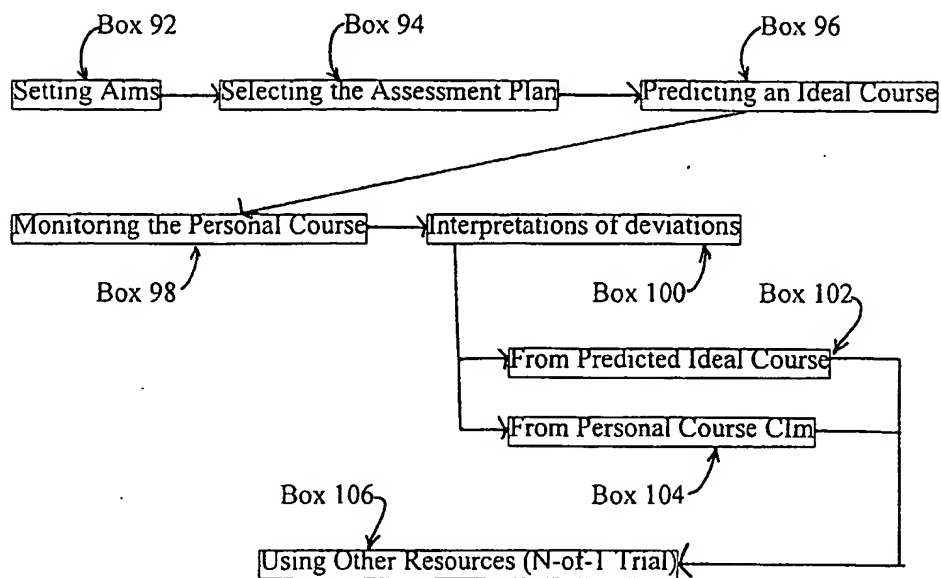 Box 92 Box 94 Box 96
Setting Aims Selecting the Assessment Plan Predicting an Ideal Course
Monitoring the Personal Course Interpretations of deviations
Box 98 Box 100 Box 102
From Predicted Ideal Course
From Personal Course CIm
Box 106 Box 104
Using Other Resources (N-of-1 Trial)